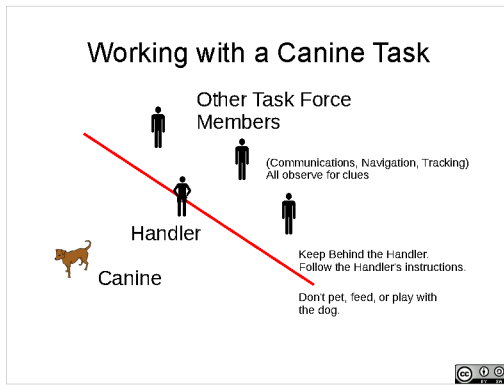 Working with a Canine Task
Other Task Force
Members
(Communications, Navigation, Tracking)
All observe for clues
Handler
Keep Behind the Handler.
Follow the Handler's instructions.
Canine
Don't pet, feed, or play with
the dog.
cc